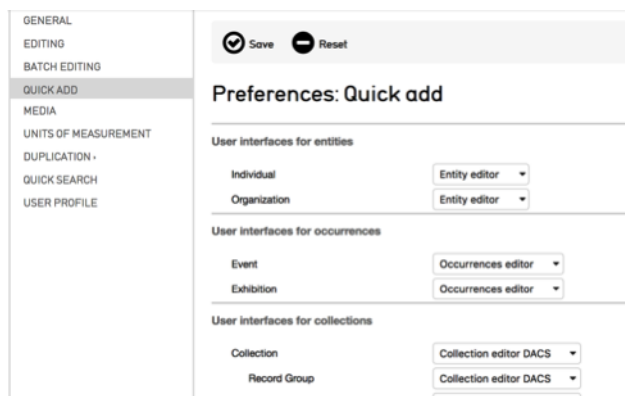 GENERAL
EDITING
BATCH EDITING
QUICK ADD
MEDIA
UNITS OF MEASUREMENT
DUPLICATION ›
QUICK SEARCH
USER PROFILE
Save Reset
Preferences: Quick add
User interfaces for entities
Individual Entity editor
Organization Entity editor
User interfaces for occurrences
Event Occurrences editor
Exhibition Occurrences editor
User interfaces for collections
Collection Collection editor DACS
Record Group Collection editor DACS